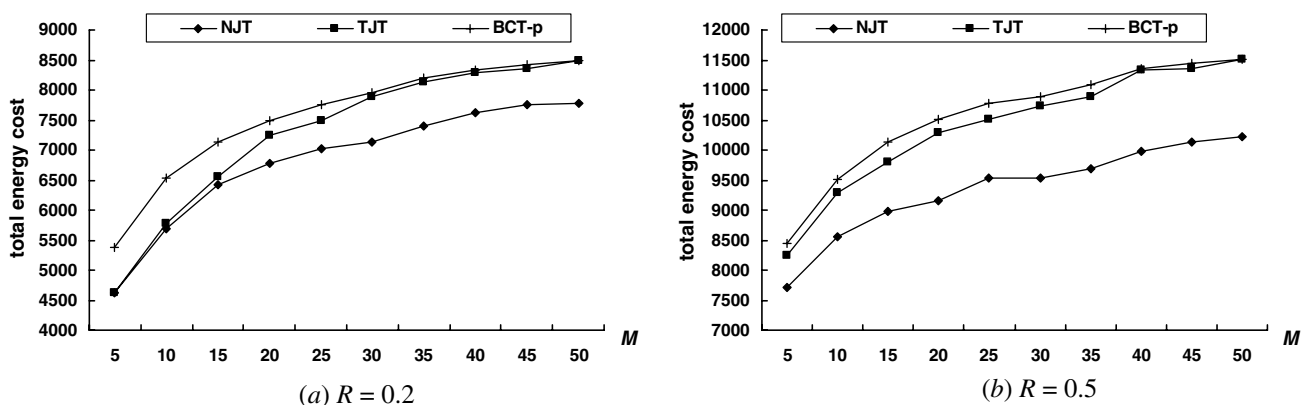 NJT TJT BCT-p
total energy cost
9000
8500
8000
7500
7000
6500
6000
5500
5000
4500
4000
5 10 15 20 25 30 35 40 45 50
M
(a) R = 0.2
NJT TJT BCT-p
total energy cost
12000
11500
11000
10500
10000
9500
9000
8500
8000
7500
7000
5 10 15 20 25 30 35 40 45 50
M
(b) R = 0.5